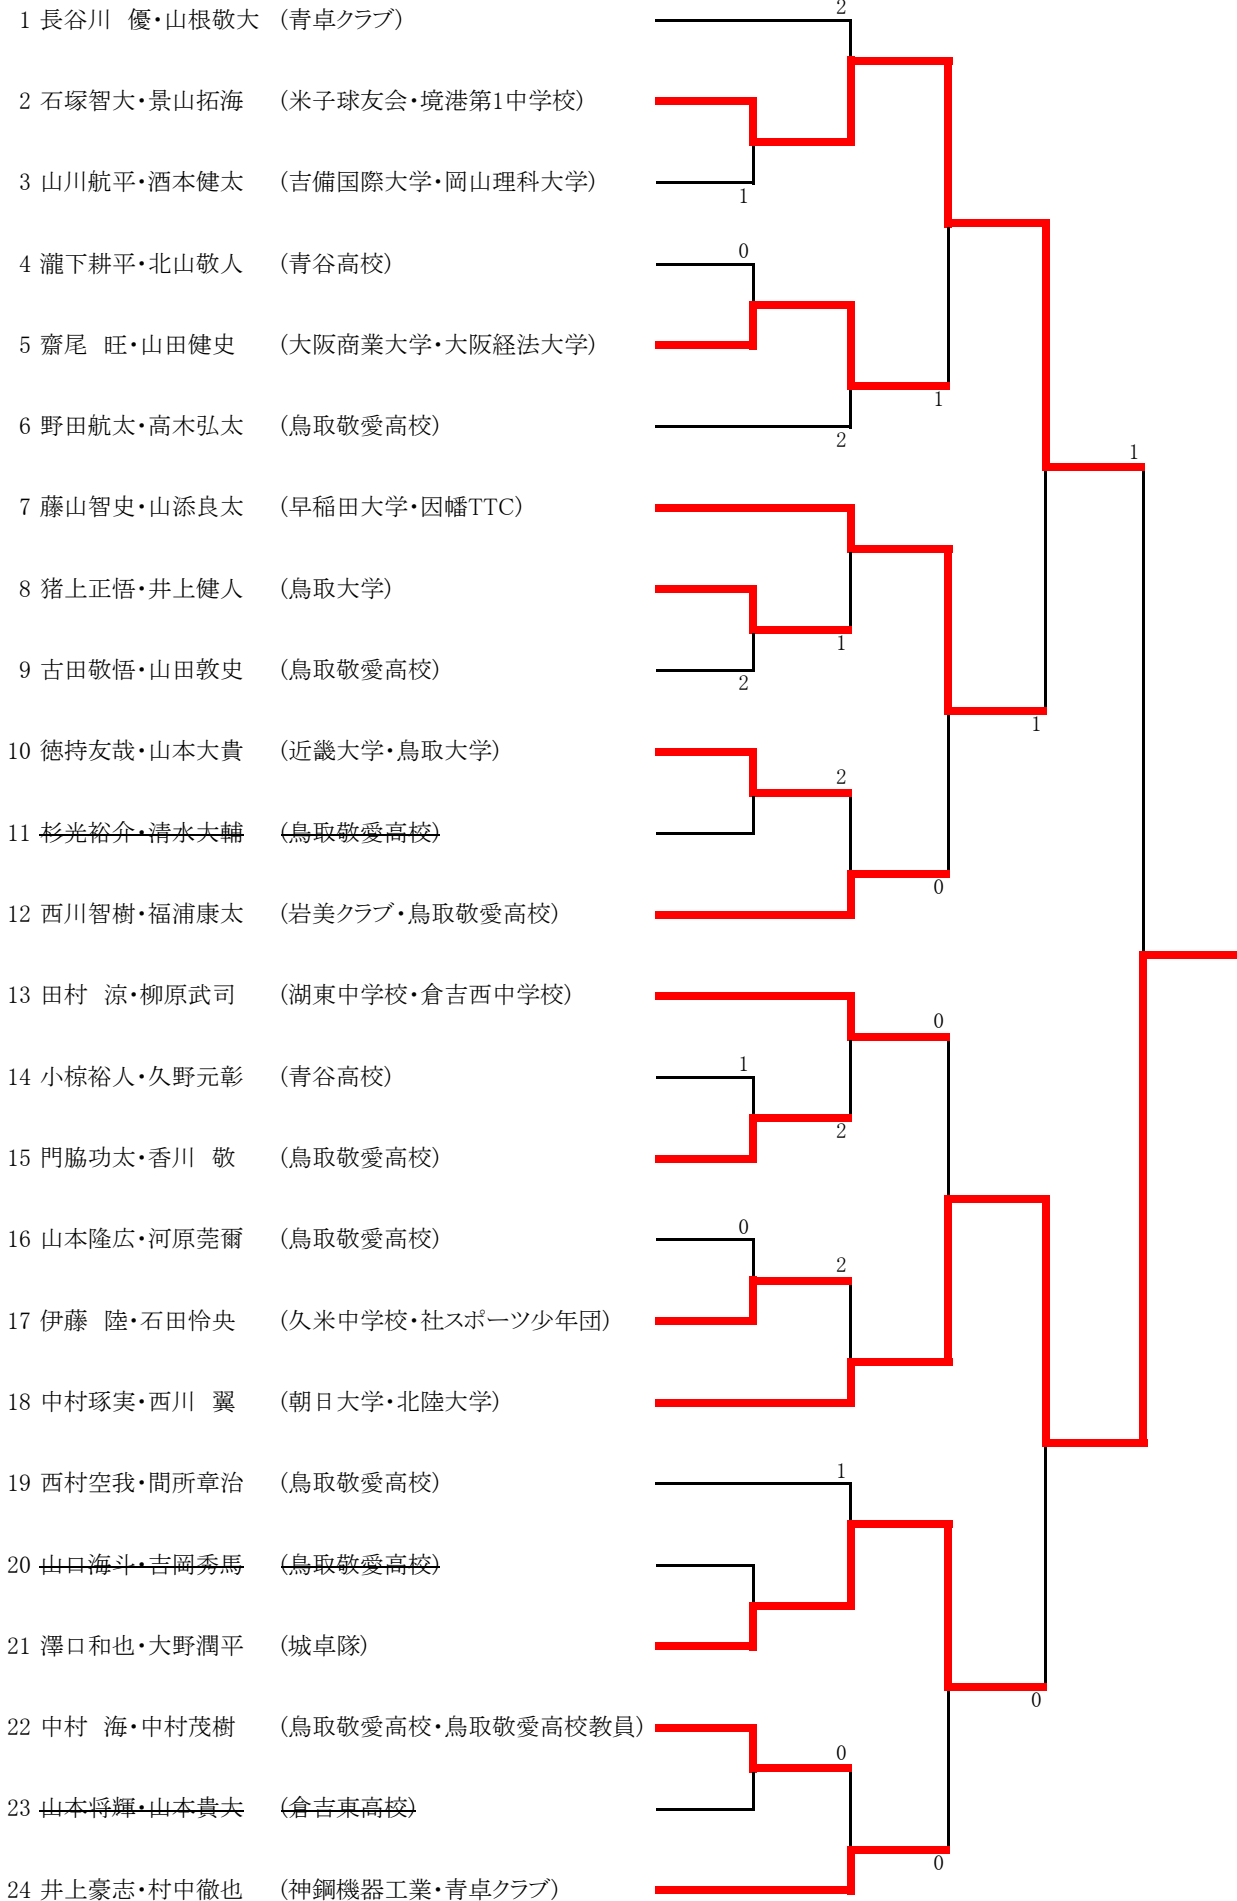 1 長谷川 優・山根敬大 (青卓クラブ) 2
2 石塚智大・景山拓海 (米子球友会・境港第1中学校)
3 山川航平・酒本健太 (吉備国際大学・岡山理科大学) 1
4 瀧下耕平・北山敬人 (青谷高校) 0
5 齋尾 旺・山田健史 (大阪商業大学・大阪経法大学)
1
6 野田航太・高木弘太 (鳥取敬愛高校) 2
1
7 藤山智史・山添良太 (早稲田大学・因幡TTC)
8 猪上正悟・井上健人 (鳥取大学)
1
9 古田敬悟・山田敦史 (鳥取敬愛高校) 2
1
10 徳持友哉・山本大貴 (近畿大学・鳥取大学)
2
11 杉光裕介・清水大輔 (鳥取敬愛高校)
0
12 西川智樹・福浦康太 (岩美クラブ・鳥取敬愛高校)
13 田村 涼・柳原武司 (湖東中学校・倉吉西中学校)
0
14 小椋裕人・久野元彰 (青谷高校) 1
2
15 門脇功太・香川 敬 (鳥取敬愛高校)
16 山本隆広・河原莞爾 (鳥取敬愛高校) 0
2
17 伊藤 陸・石田怜央 (久米中学校・社スポーツ少年団)
18 中村琢実・西川 翼 (朝日大学・北陸大学)
19 西村空我・間所章治 (鳥取敬愛高校) 1
20 山口海斗・吉岡秀馬 (鳥取敬愛高校)
21 澤口和也・大野潤平 (城卓隊)
0
22 中村 海・中村茂樹 (鳥取敬愛高校・鳥取敬愛高校教員)
0
23 山本将輝・山本貴大 (倉吉東高校)
0
24 井上豪志・村中徹也 (神鋼機器工業・青卓クラブ)